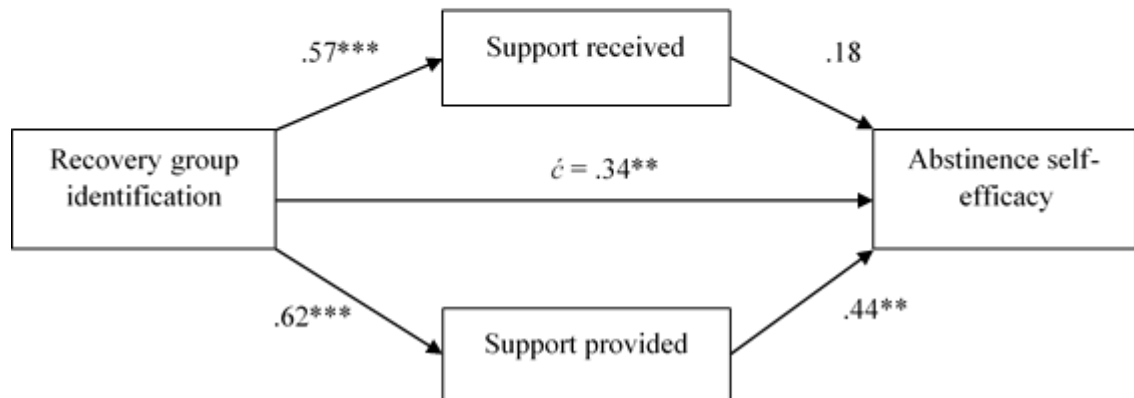 Support received
.57***
.18
Recovery group
identification
ć = .34**
Abstinence self-
efficacy
.62***
Support provided
.44**